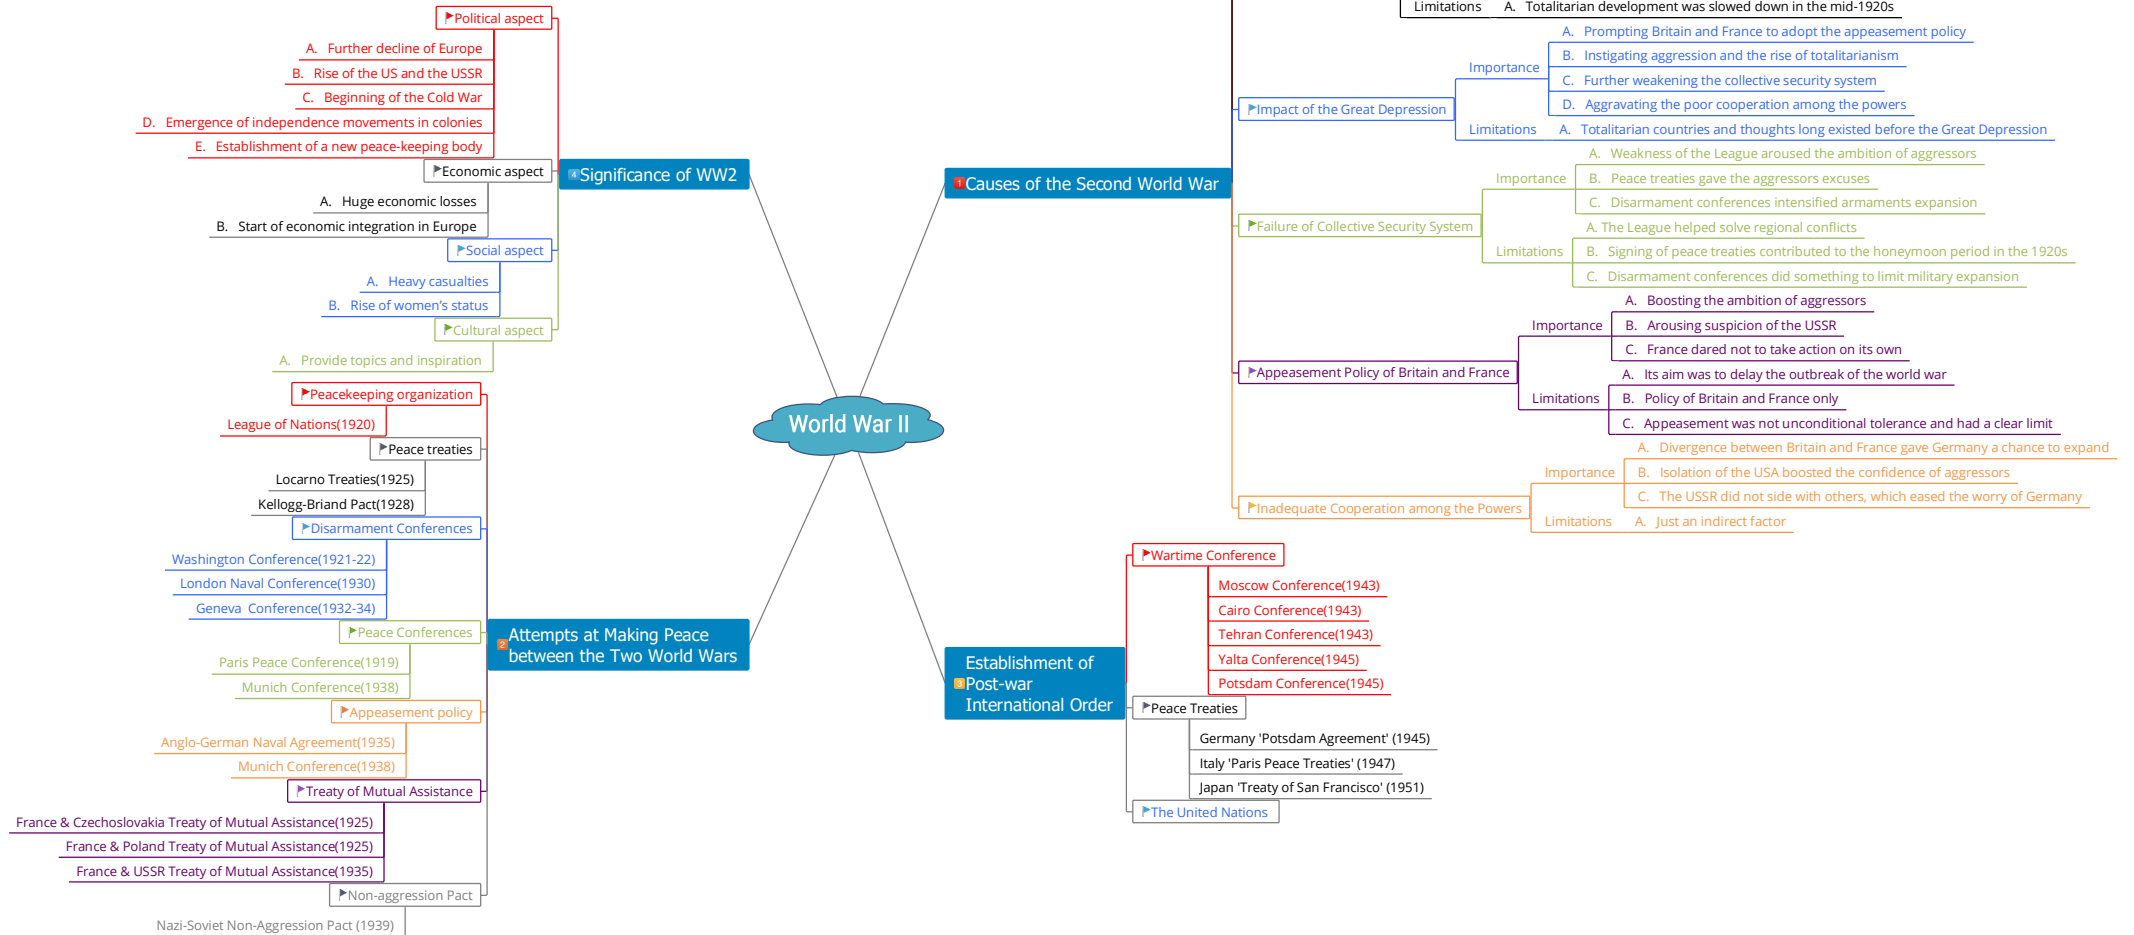 Political aspect
A. Further decline of Europe
B. Rise of the US and the USSR
C. Beginning of the Cold War
D. Emergence of independence movements in colonies
E. Establishment of a new peace-keeping body
Economic aspect
A. Huge economic losses
B. Start of economic integration in Europe
Social aspect
A. Heavy casualties
B. Rise of women's status
Cultural aspect
A. Provide topics and inspiration
4 Significance of WW2
Peacekeeping organization
League of Nations(1920)
Peace treaties
Locarno Treaties(1925)
Kellogg-Briand Pact(1928)
Disarmament Conferences
Washington Conference(1921-22)
London Naval Conference(1930)
Geneva  Conference(1932-34)
Peace Conferences
Paris Peace Conference(1919)
Munich Conference(1938)
Appeasement policy
Anglo-German Naval Agreement(1935)
Munich Conference(1938)
Treaty of Mutual Assistance
France & Czechoslovakia Treaty of Mutual Assistance(1925)
France & Poland Treaty of Mutual Assistance(1925)
France & USSR Treaty of Mutual Assistance(1935)
Non-aggression Pact
Nazi-Soviet Non-Aggression Pact (1939)
2 Attempts at Making Peace
between the Two World Wars
World War II
1 Causes of the Second World War
Limitations A. Totalitarian development was slowed down in the mid-1920s
Impact of the Great Depression
Importance
A. Prompting Britain and France to adopt the appeasement policy
B. Instigating aggression and the rise of totalitarianism
C. Further weakening the collective security system
D. Aggravating the poor cooperation among the powers
Limitations A. Totalitarian countries and thoughts long existed before the Great Depression
Failure of Collective Security System
Importance
A. Weakness of the League aroused the ambition of aggressors
B. Peace treaties gave the aggressors excuses
C. Disarmament conferences intensified armaments expansion
Limitations
A. The League helped solve regional conflicts
B. Signing of peace treaties contributed to the honeymoon period in the 1920s
C. Disarmament conferences did something to limit military expansion
Appeasement Policy of Britain and France
Importance
A. Boosting the ambition of aggressors
B. Arousing suspicion of the USSR
C. France dared not to take action on its own
Limitations
A. Its aim was to delay the outbreak of the world war
B. Policy of Britain and France only
C. Appeasement was not unconditional tolerance and had a clear limit
Inadequate Cooperation among the Powers
Importance
A. Divergence between Britain and France gave Germany a chance to expand
B. Isolation of the USA boosted the confidence of aggressors
C. The USSR did not side with others, which eased the worry of Germany
Limitations A. Just an indirect factor
3 Establishment of
Post-war
International Order
Wartime Conference
Moscow Conference(1943)
Cairo Conference(1943)
Tehran Conference(1943)
Yalta Conference(1945)
Potsdam Conference(1945)
Peace Treaties
Germany 'Potsdam Agreement' (1945)
Italy 'Paris Peace Treaties' (1947)
Japan 'Treaty of San Francisco' (1951)
The United Nations